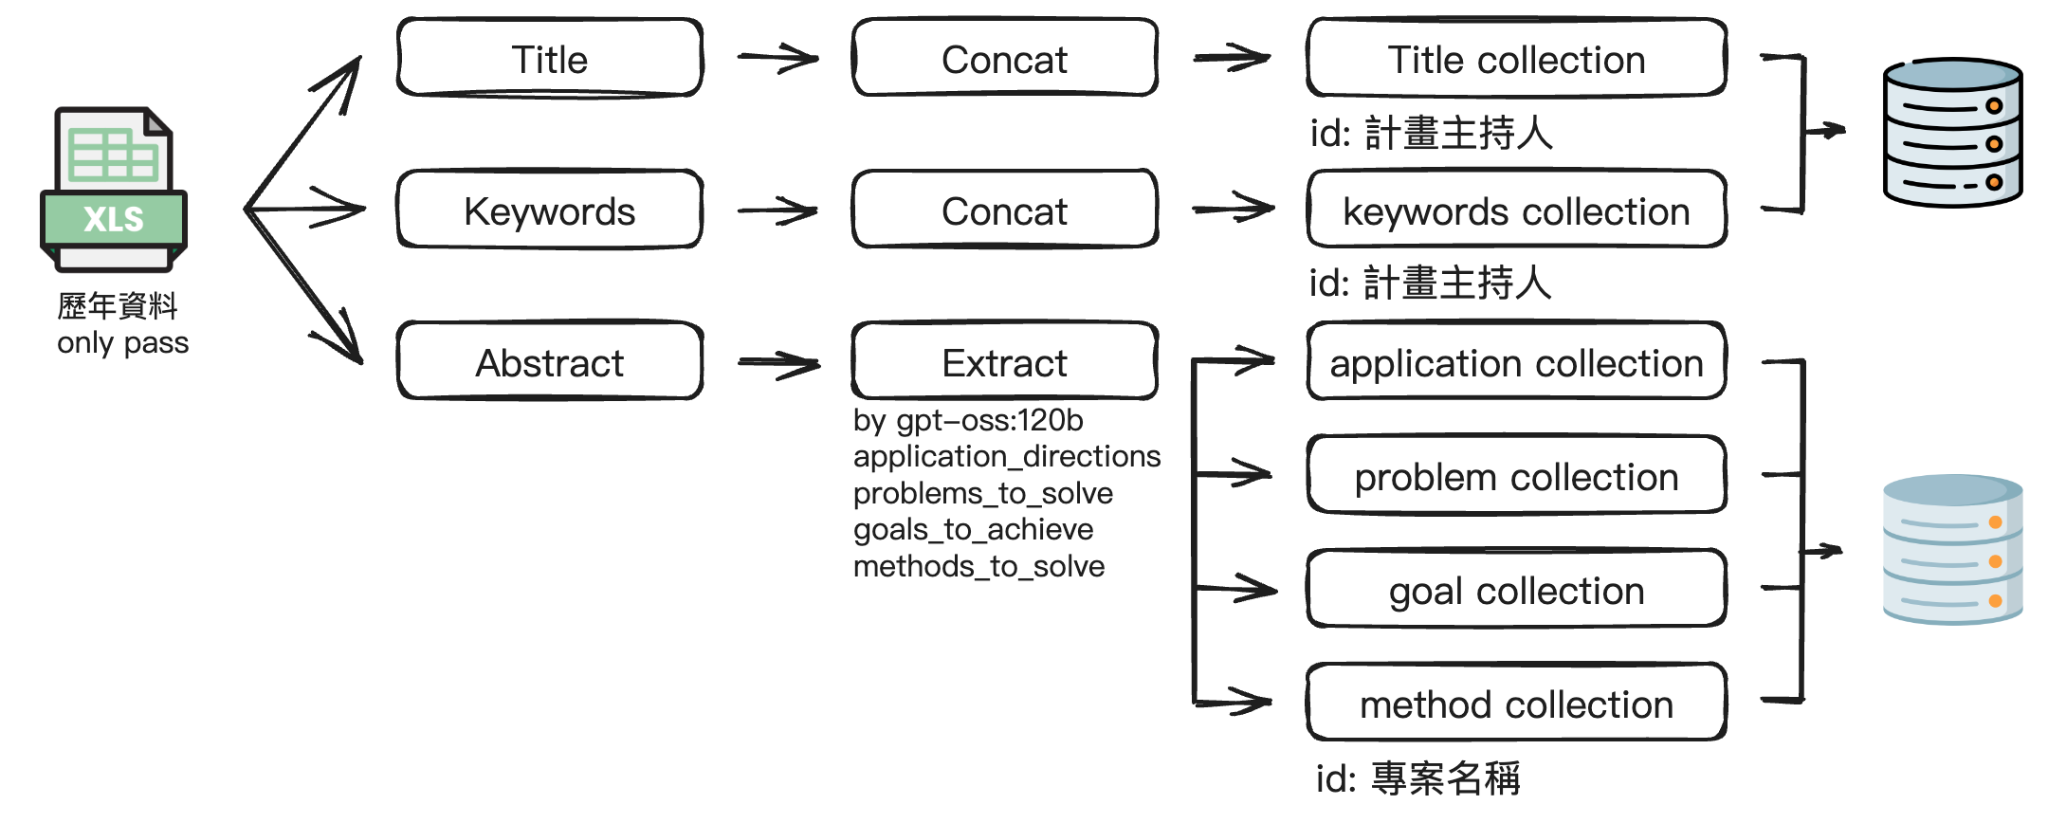 XLS
歷年資料
only pass
Title
Concat
Title collection
id: 計畫主持人
Keywords
Concat
keywords collection
id: 計畫主持人
Abstract
Extract
by gpt-oss:120b
application_directions
problems_to_solve
goals_to_achieve
methods_to_solve
application collection
problem collection
goal collection
method collection
id: 專案名稱